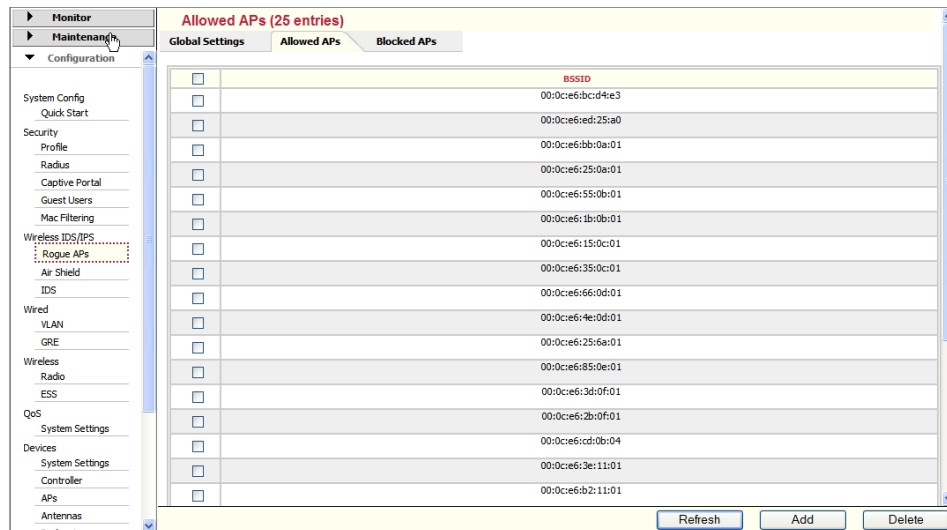 Monitor
Maintenance
Configuration
System Config
Quick Start
Security
Profile
Radius
Captive Portal
Guest Users
Mac Filtering
Wireless IDS/IPS
Rogue APs
Air Shield
IDS
Wired
VLAN
GRE
Wireless
Radio
ESS
QoS
System Settings
Devices
System Settings
Controller
APs
Antennas
Allowed APs (25 entries)
Global Settings
Allowed APs
Blocked APs
BSSID
00:0c:e6:bc:d4:e3
00:0c:e6:ed:25:a0
00:0c:e6:bb:0a:01
00:0c:e6:25:0a:01
00:0c:e6:55:0b:01
00:0c:e6:1b:0b:01
00:0c:e6:15:0c:01
00:0c:e6:35:0c:01
00:0c:e6:66:0d:01
00:0c:e6:4e:0d:01
00:0c:e6:25:6a:01
00:0c:e6:85:0e:01
00:0c:e6:3d:0f:01
00:0c:e6:2b:0f:01
00:0c:e6:cd:0b:04
00:0c:e6:3e:11:01
00:0c:e6:b2:11:01
Refresh
Add
Delete